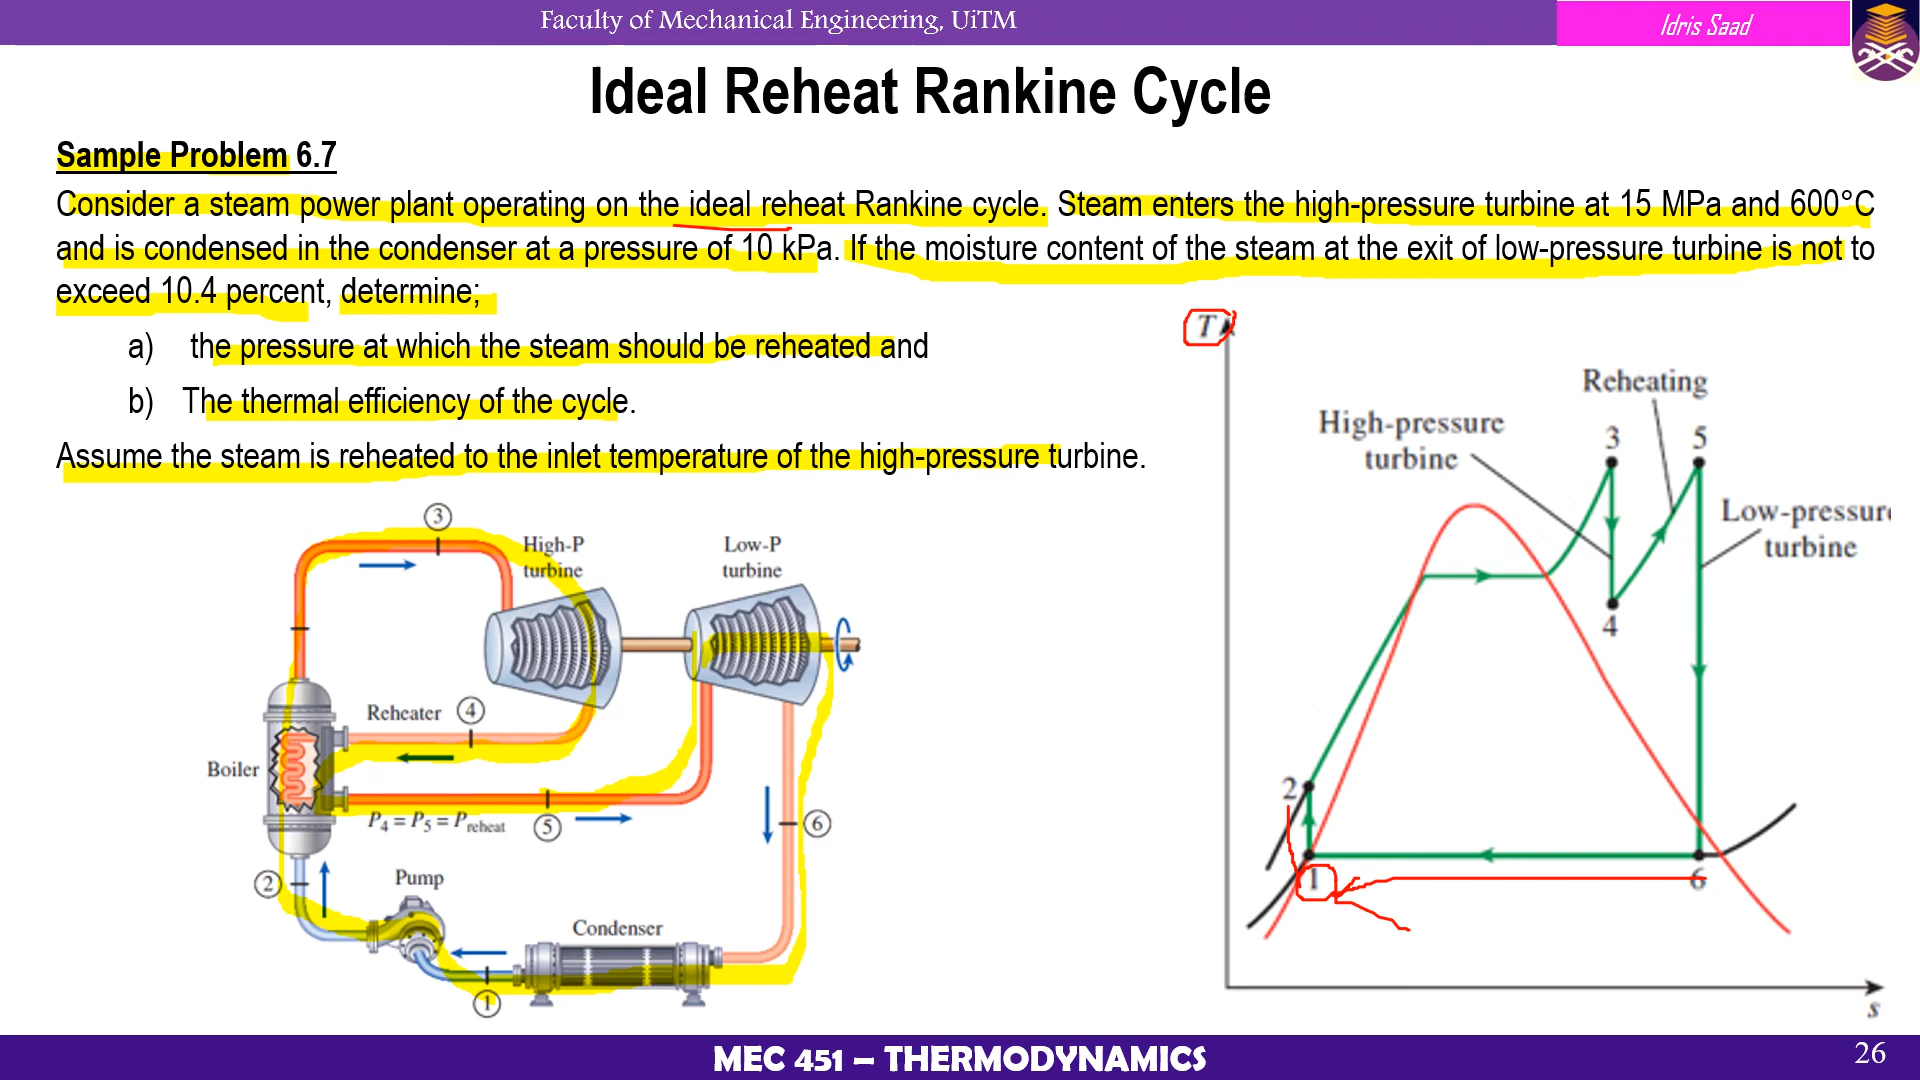 Faculty of Mechanical Engineering, UiTM
Idris Saad
Ideal Reheat Rankine Cycle
Sample Problem 6.7
Consider a steam power plant operating on the ideal reheat Rankine cycle. Steam enters the high-pressure turbine at 15 MPa and 600°C
and is condensed in the condenser at a pressure of 10 kPa. If the moisture content of the steam at the exit of low-pressure turbine is not to
exceed 10.4 percent, determine;
a) the pressure at which the steam should be reheated and
b) The thermal efficiency of the cycle.
Assume the steam is reheated to the inlet temperature of the high-pressure turbine.
3
High-P
turbine
Low-P
turbine
Reheater
4
Boiler
P4 = P5 = Preheat
5
6
2
Pump
Condenser
1
T
Reheating
High-pressure
turbine
3
5
Low-pressure
turbine
4
2
1
6
s
MEC 451 – THERMODYNAMICS
26